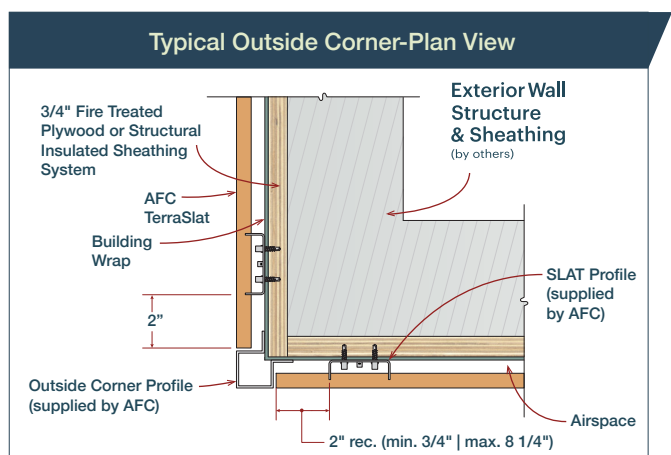 Typical Outside Corner-Plan View
3/4" Fire Treated
Plywood or Structural
Insulated Sheathing
System
AFC
TerraSlat
Building
Wrap
2”
Outside Corner Profile
(supplied by AFC)
Exterior Wall
Structure
& Sheathing
(by others)
SLAT Profile
(supplied
by AFC)
Airspace
2" rec. (min. 3/4" | max. 8 1/4")